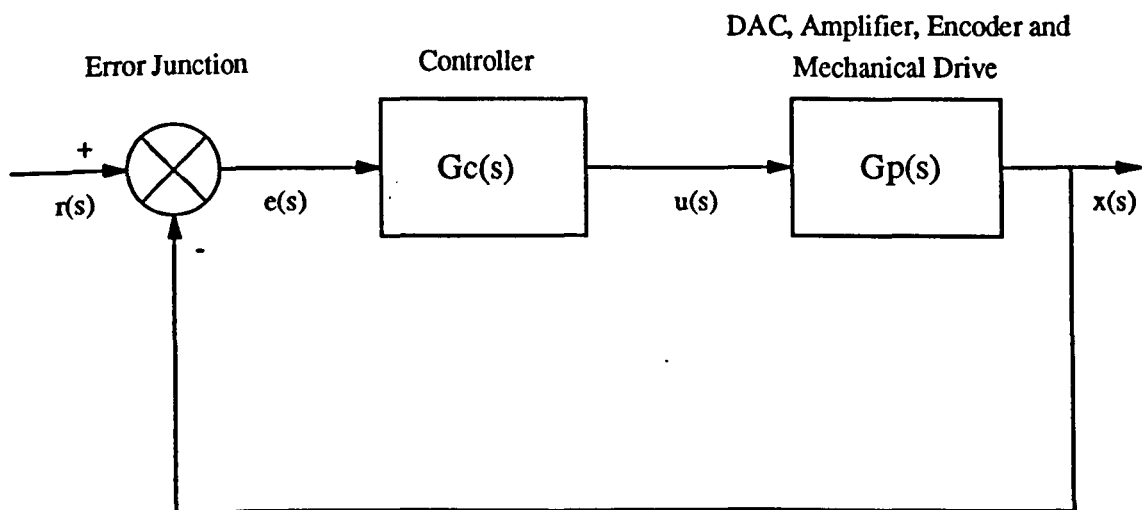 DAC, Amplifier, Encoder and
Mechanical Drive
Error Junction
Controller
+
r(s)
e(s)
Gc(s)
u(s)
Gp(s)
x(s)
-